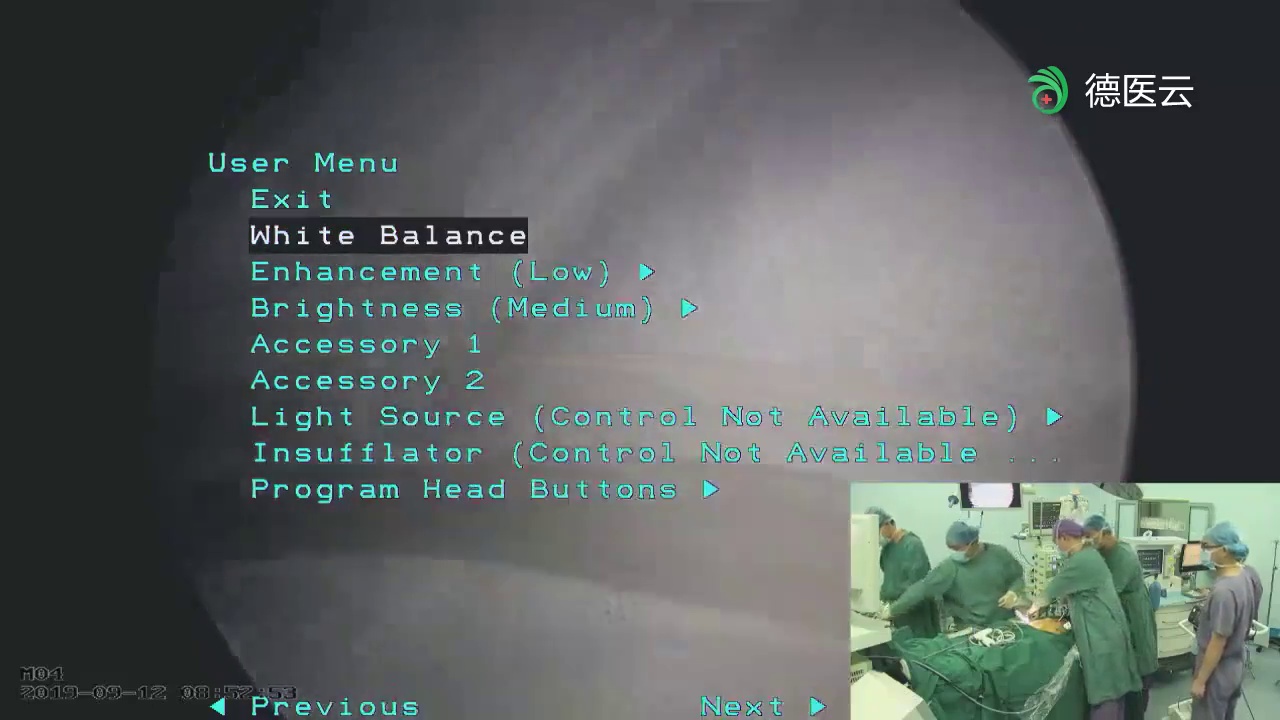 德医云
User Menu
Exit
White Balance
Enhancement (Low) ▶
Brightness (Medium) ▶
Accessory 1
Accessory 2
Light Source (Control Not Available) ▶
Insufflator (Control Not Available ...
Program Head Buttons ▶
M04
2019-09-12 08:52:53
◀ Previous
Next ▶